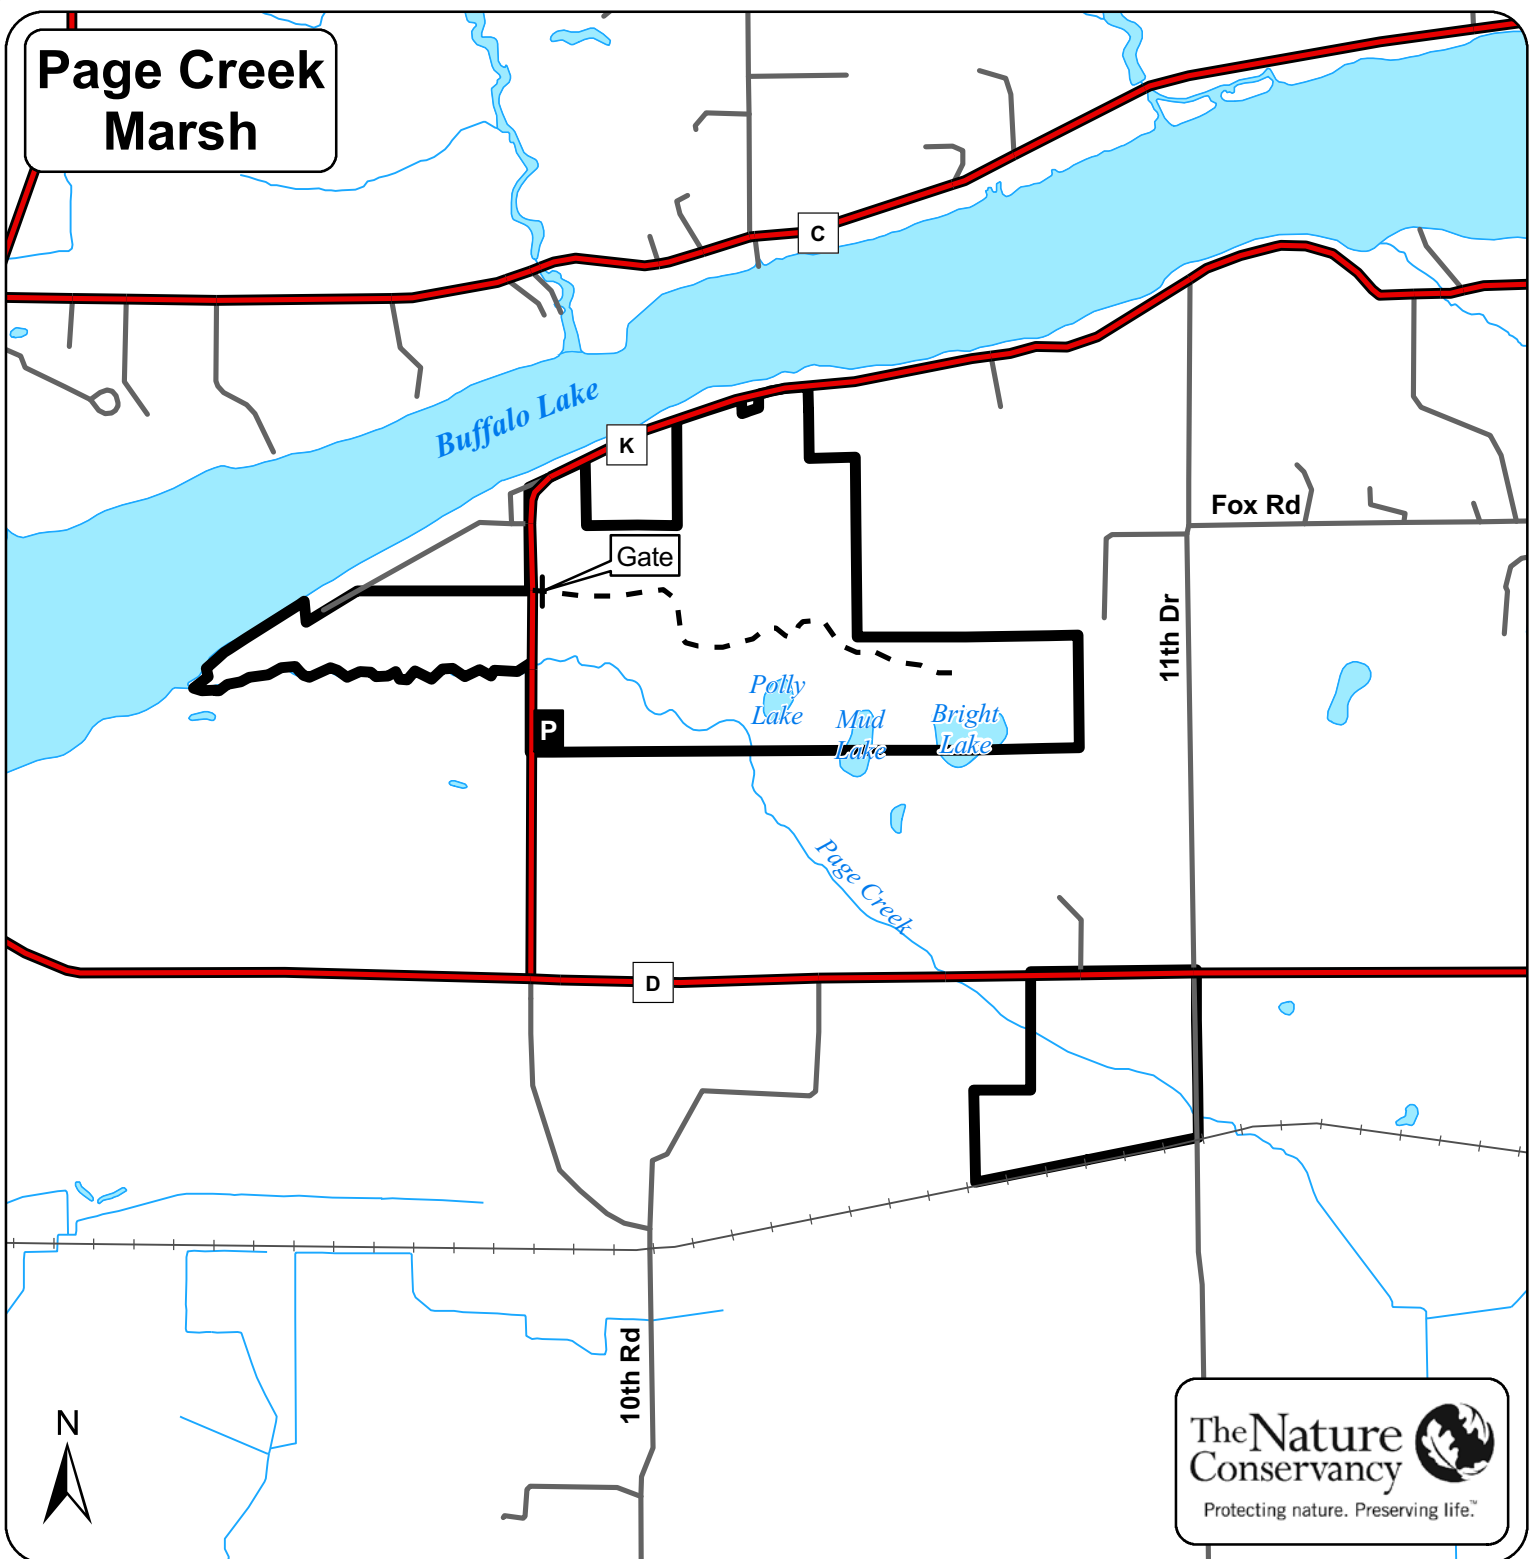 Page Creek
Marsh
C
Buffalo Lake
K
Fox Rd
Gate
11th Dr
Polly
Lake
Mud
Lake
Bright
Lake
P
Page Creek
D
10th Rd
N
The Nature
Conservancy
Protecting nature. Preserving life.™